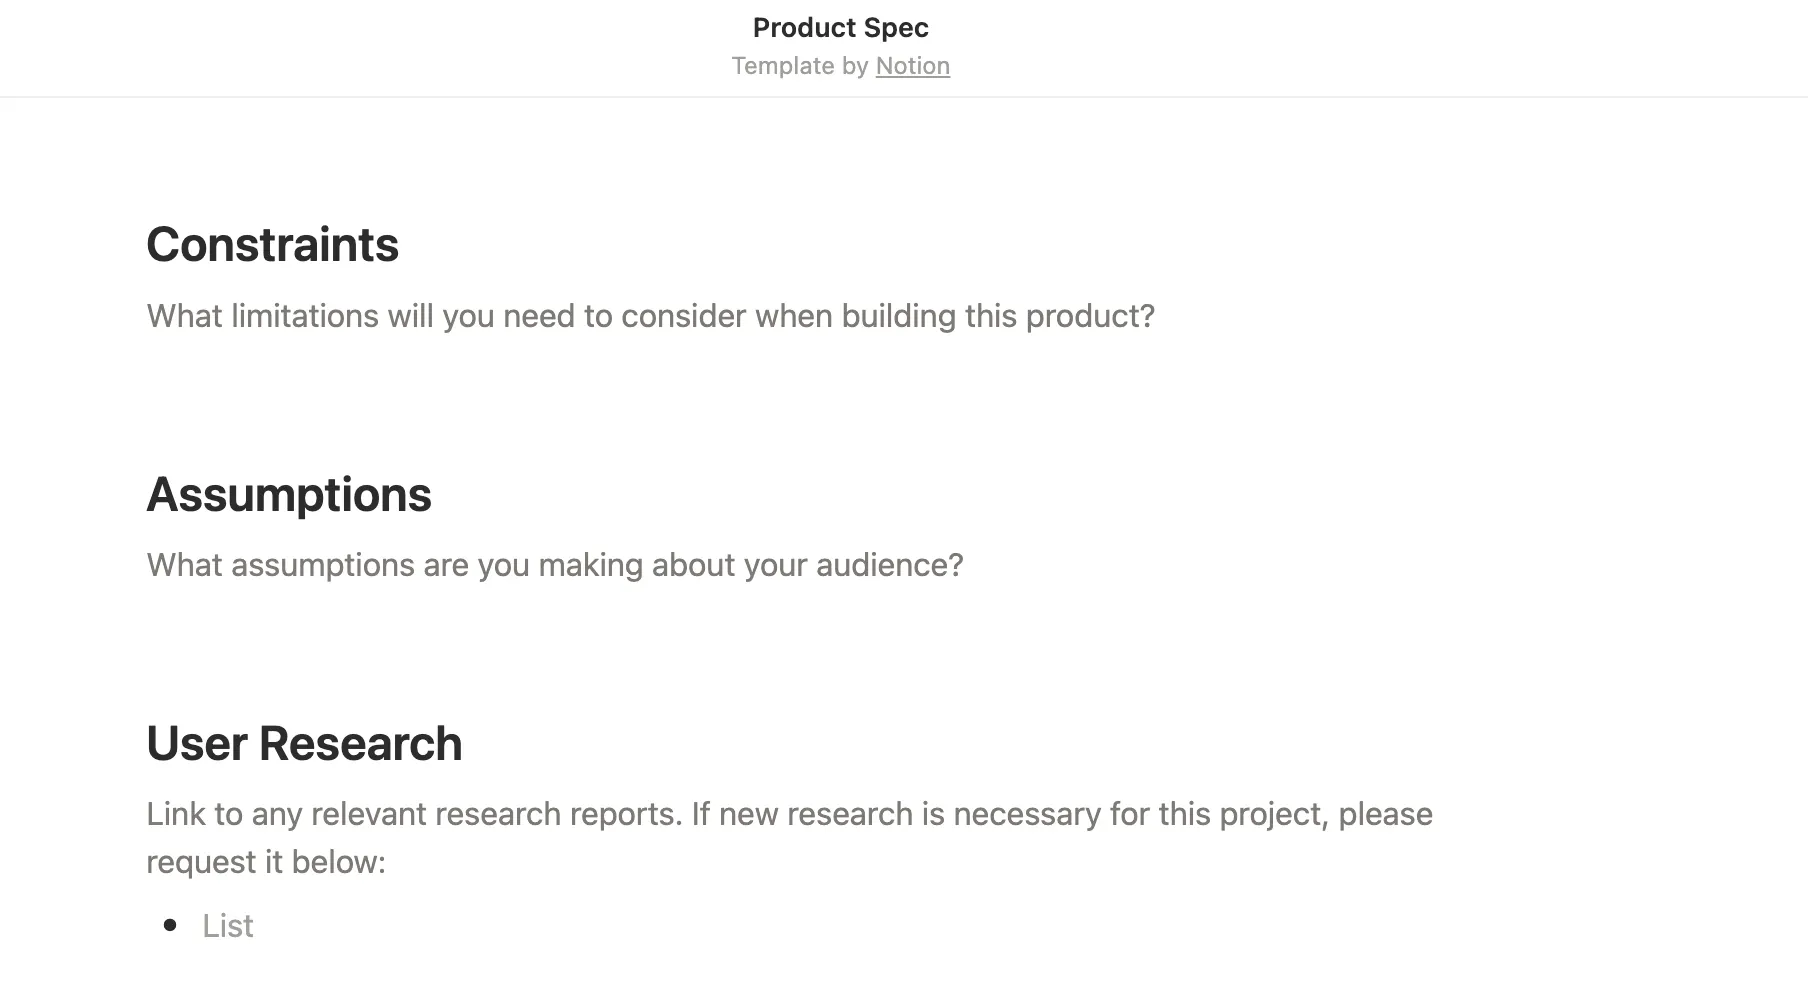 Product Spec
Template by Notion
Constraints
What limitations will you need to consider when building this product?
Assumptions
What assumptions are you making about your audience?
User Research
Link to any relevant research reports. If new research is necessary for this project, please
request it below:
• List